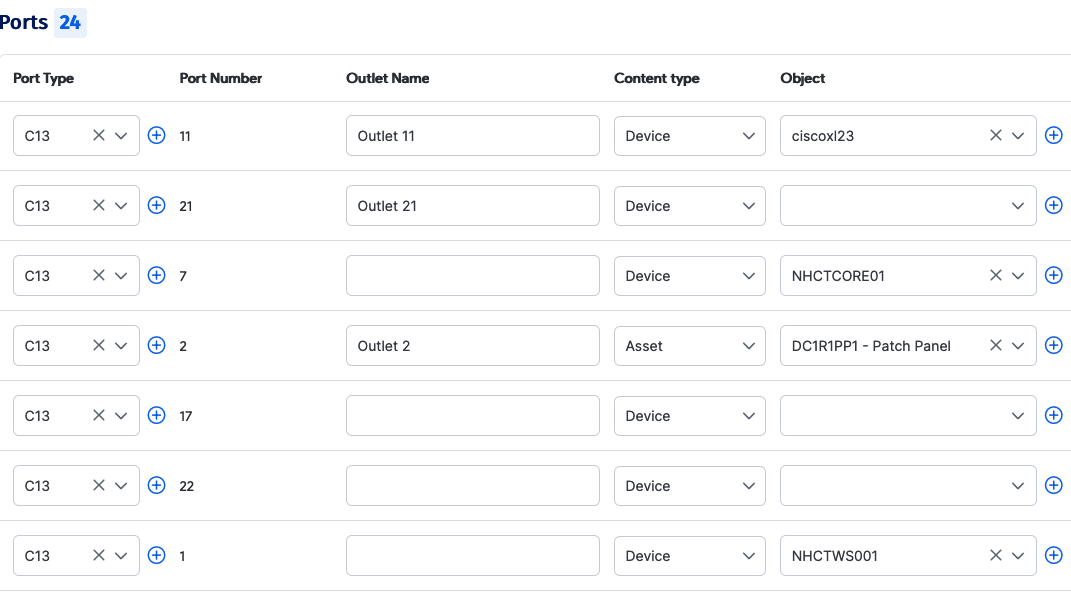 Ports 24
Port Type Port Number Outlet Name Content type Object
C13 11 Outlet 11 Device ciscoxl23
C13 21 Outlet 21 Device
C13 7 Device NHCTCORE01
C13 2 Outlet 2 Asset DC1R1PP1 - Patch Panel
C13 17 Device
C13 22 Device
C13 1 Device NHCTWS001